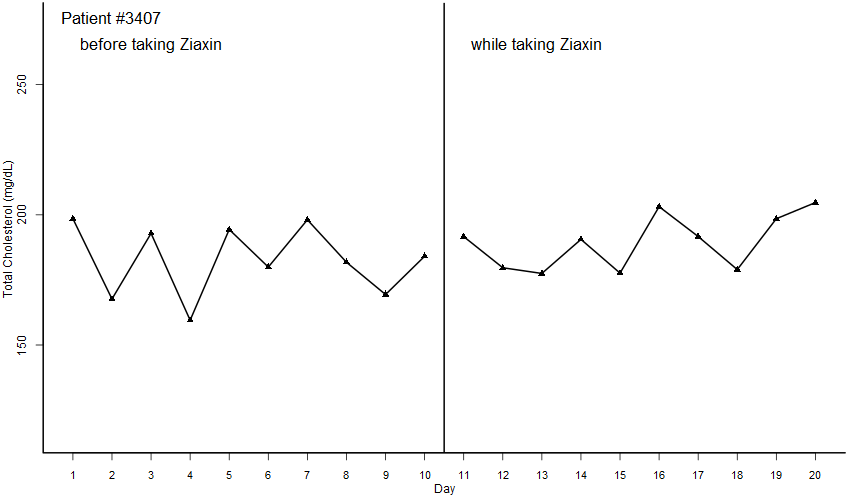 Patient #3407
before taking Ziaxin
while taking Ziaxin
250
200
150
Total Cholesterol (mg/dL)
1 2 3 4 5 6 7 8 9 10 11 12 13 14 15 16 17 18 19 20
Day